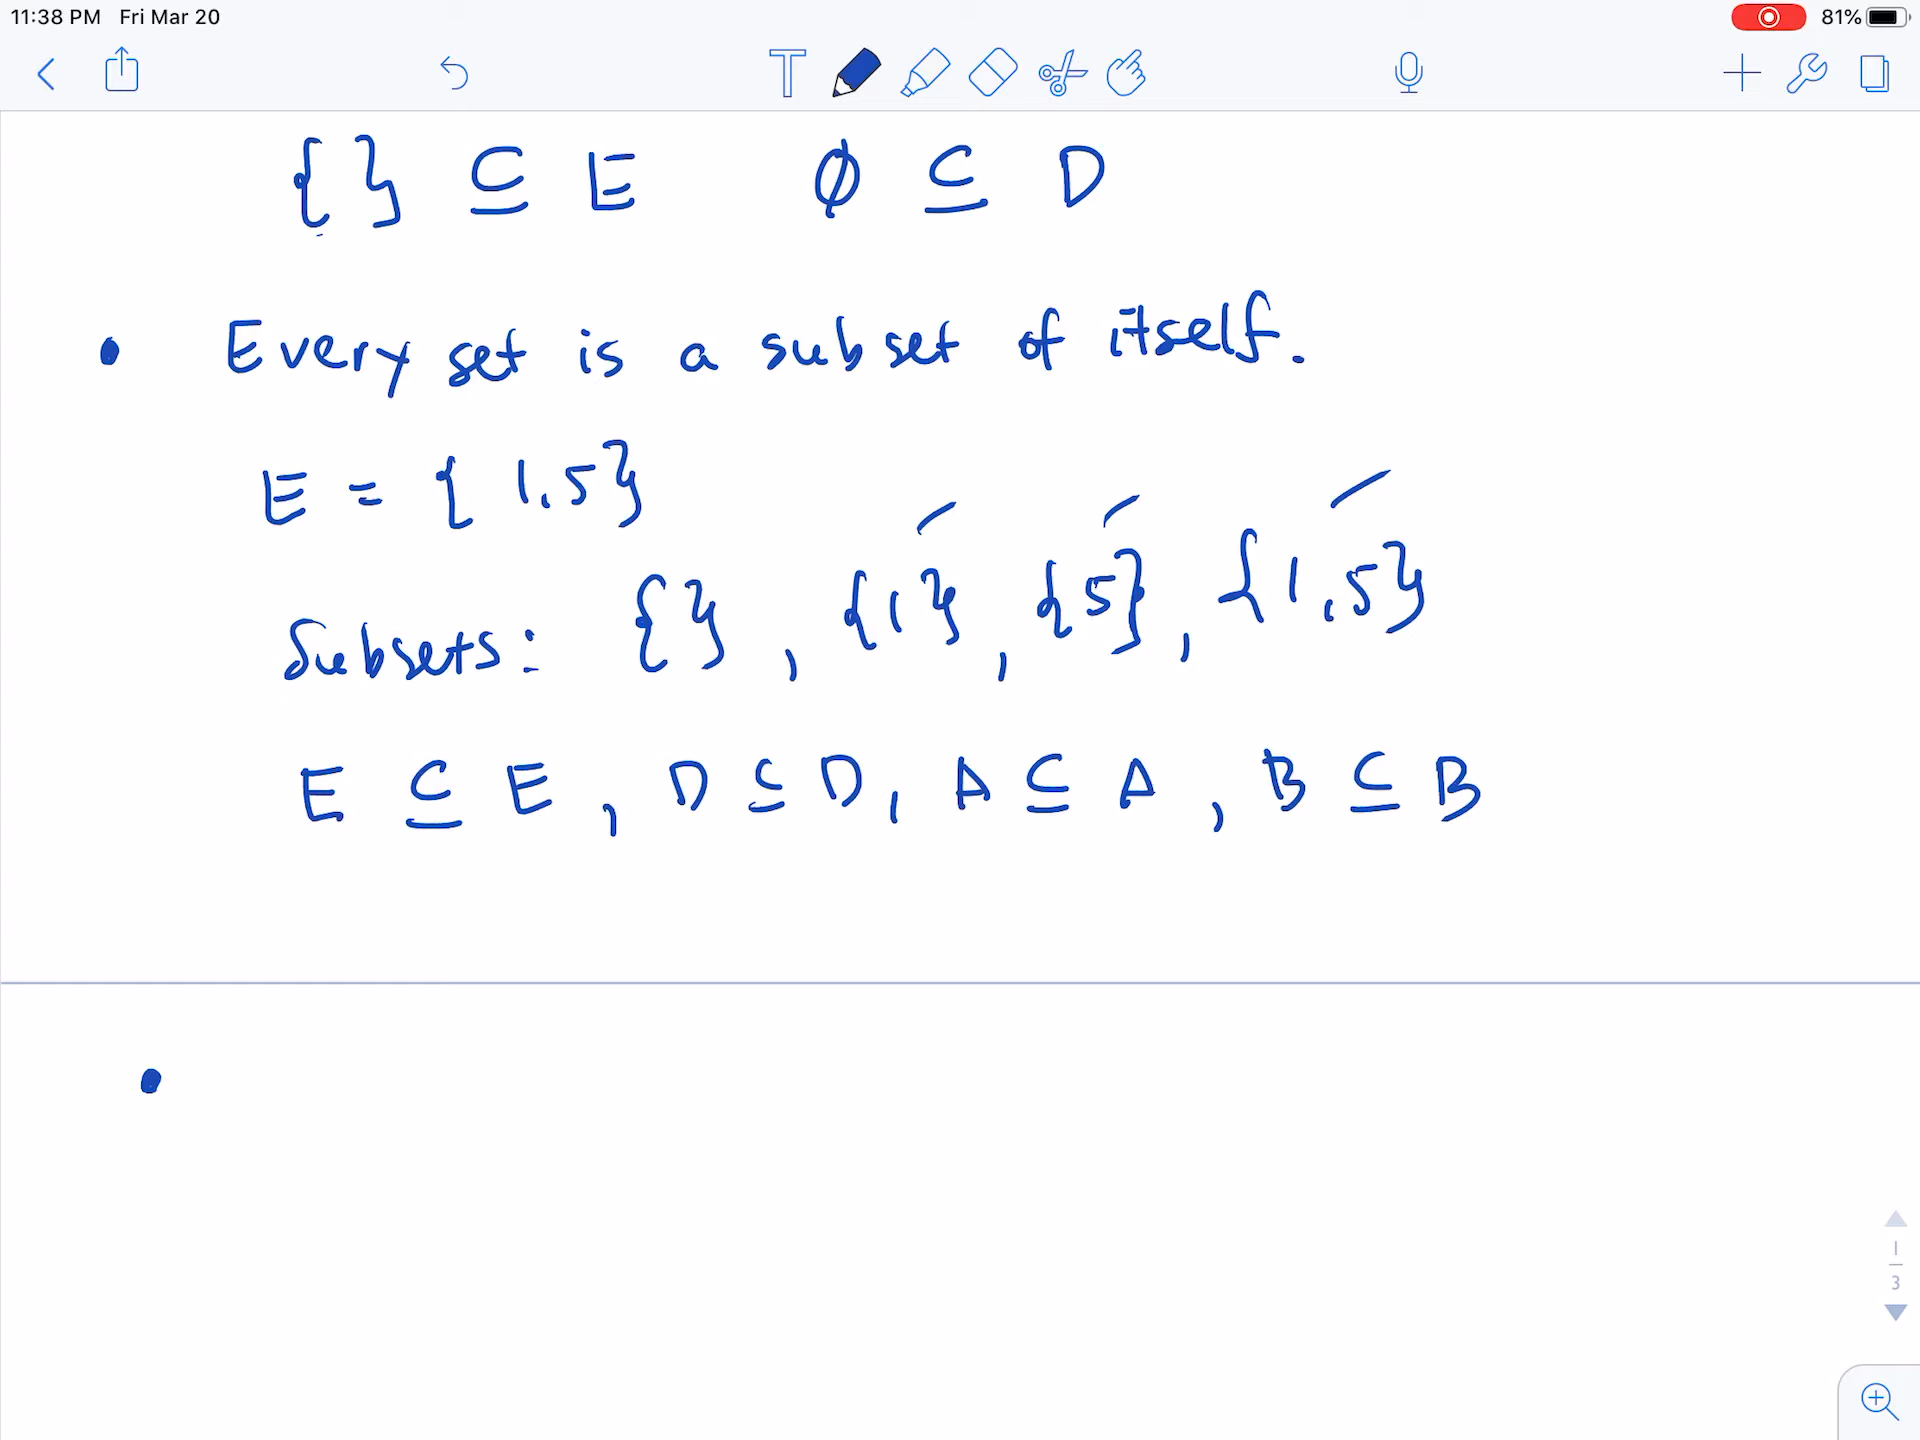 11:38 PM Fri Mar 20 81%
T
{ } ⊆ E ∅ ⊆ D
• Every set is a subset of itself.
E = { 1,5}
Subsets: { } , {1} , {5} , {1,5}
E ⊆ E , D ⊆ D, A ⊆ A , B ⊆ B
•
1
3